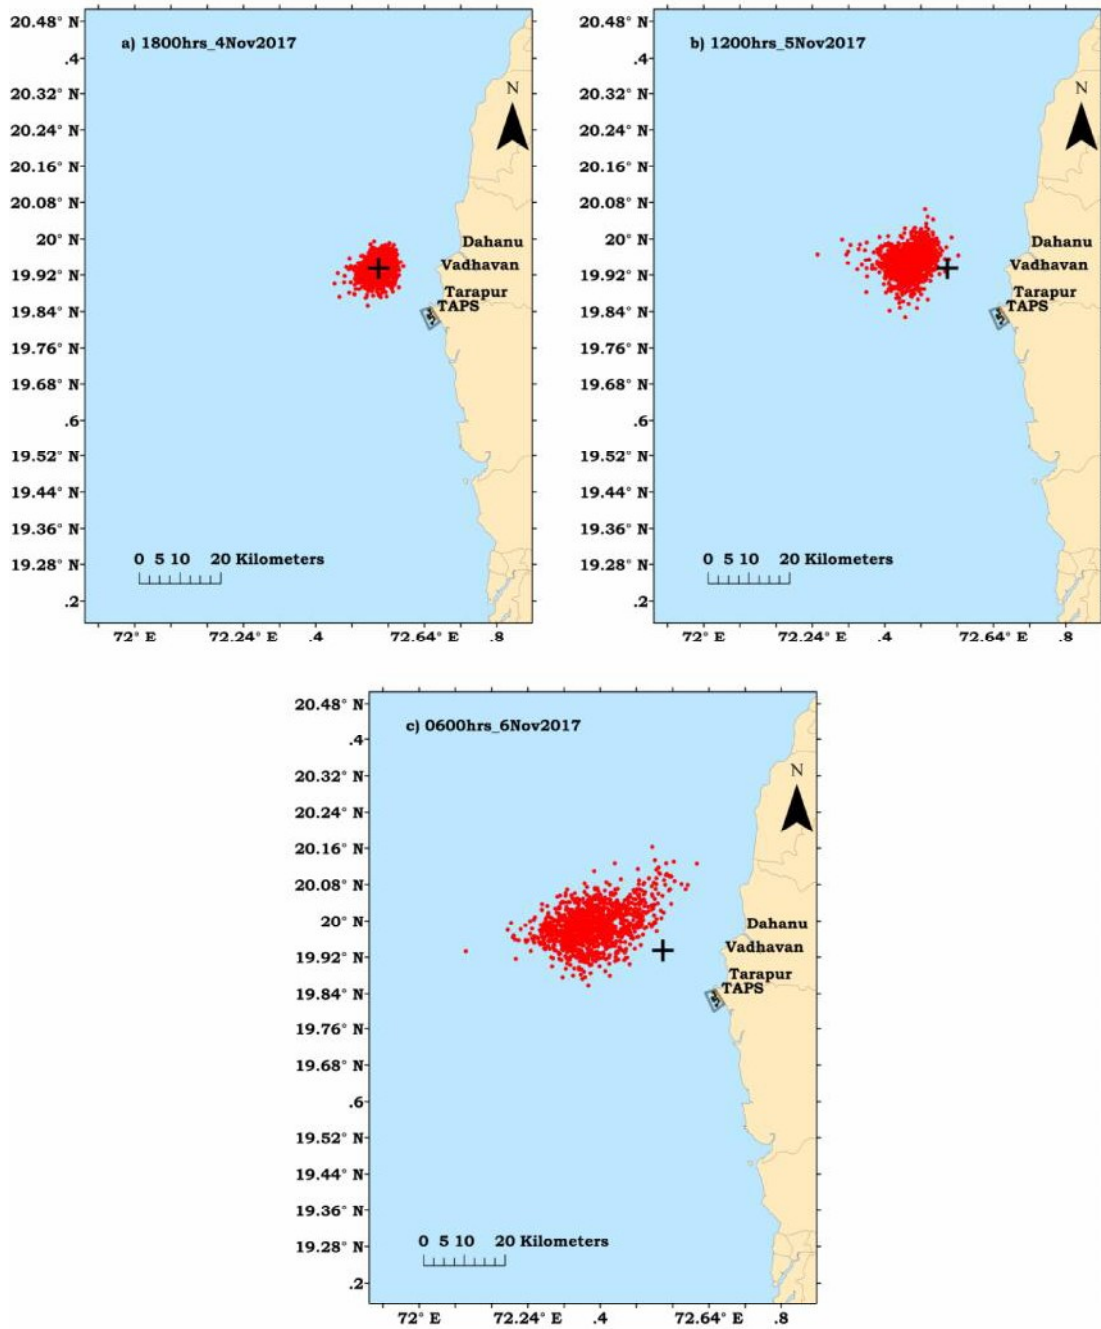 a) 1800hrs_4Nov2017
20.48° N
.4
20.32° N
20.24° N
20.16° N
20.08° N
20° N
19.92° N
19.84° N
19.76° N
19.68° N
.6
19.52° N
19.44° N
19.36° N
19.28° N
.2
N
Dahanu
Vadhavan
Tarapur
TAPS
0 5 10 20 Kilometers
72° E 72.24° E .4 72.64° E .8
b) 1200hrs_5Nov2017
20.48° N
.4
20.32° N
20.24° N
20.16° N
20.08° N
20° N
19.92° N
19.84° N
19.76° N
19.68° N
.6
19.52° N
19.44° N
19.36° N
19.28° N
.2
N
Dahanu
Vadhavan
Tarapur
TAPS
0 5 10 20 Kilometers
72° E 72.24° E .4 72.64° E .8
c) 0600hrs_6Nov2017
20.48° N
.4
20.32° N
20.24° N
20.16° N
20.08° N
20° N
19.92° N
19.84° N
19.76° N
19.68° N
.6
19.52° N
19.44° N
19.36° N
19.28° N
.2
N
Dahanu
Vadhavan
Tarapur
TAPS
0 5 10 20 Kilometers
72° E 72.24° E .4 72.64° E .8